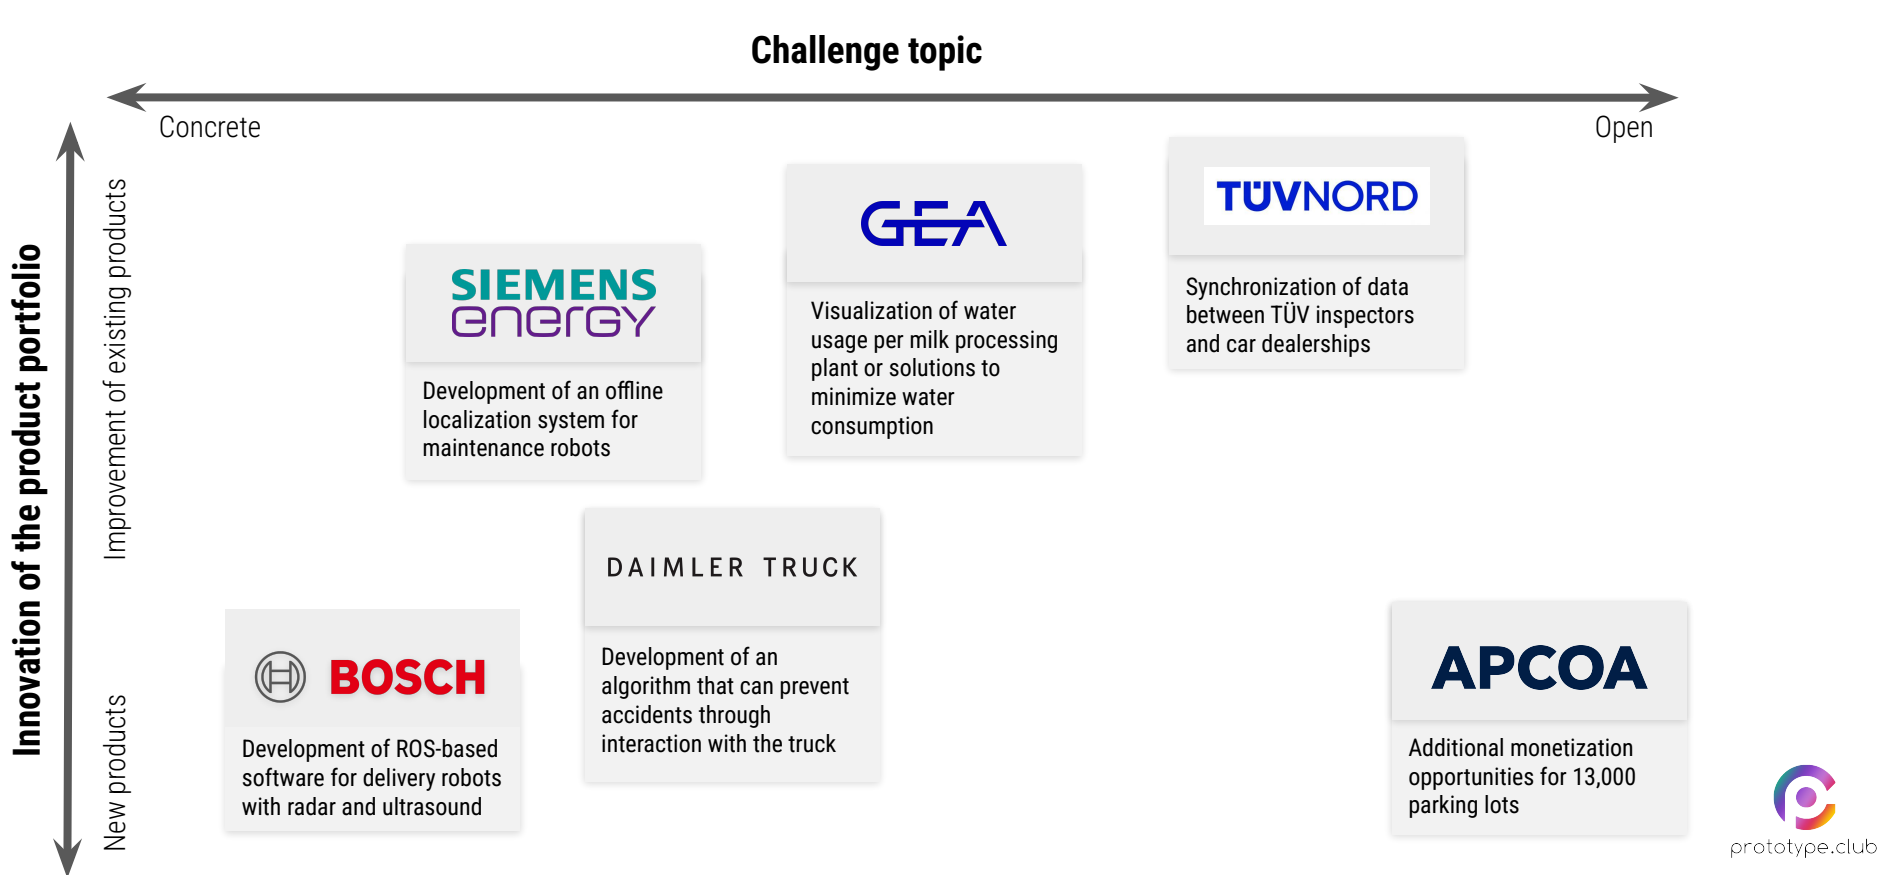 Challenge topic
Concrete
Open
Innovation of the product portfolio
Improvement of existing products
New products
TÜVNORD
Synchronization of data
between TÜV inspectors
and car dealerships
GEA
Visualization of water
usage per milk processing
plant or solutions to
minimize water
consumption
SIEMENS
energy
Development of an offline
localization system for
maintenance robots
DAIMLER TRUCK
Development of an
algorithm that can prevent
accidents through
interaction with the truck
BOSCH
Development of ROS-based
software for delivery robots
with radar and ultrasound
APCOA
Additional monetization
opportunities for 13,000
parking lots
prototype.club